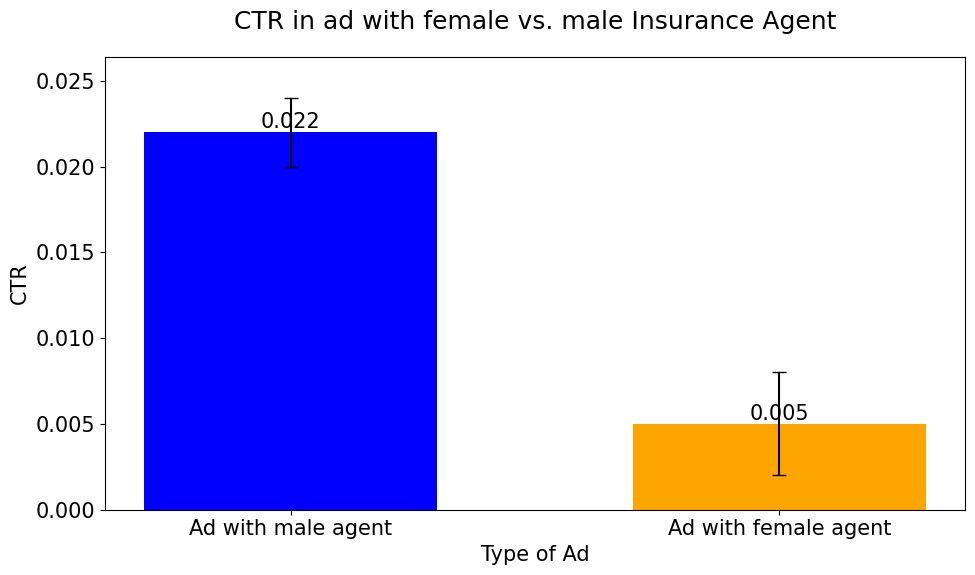 CTR in ad with female vs. male Insurance Agent
0.025
0.020
0.015
0.010
0.005
0.000
CTR
0.022
0.005
Ad with male agent
Ad with female agent
Type of Ad